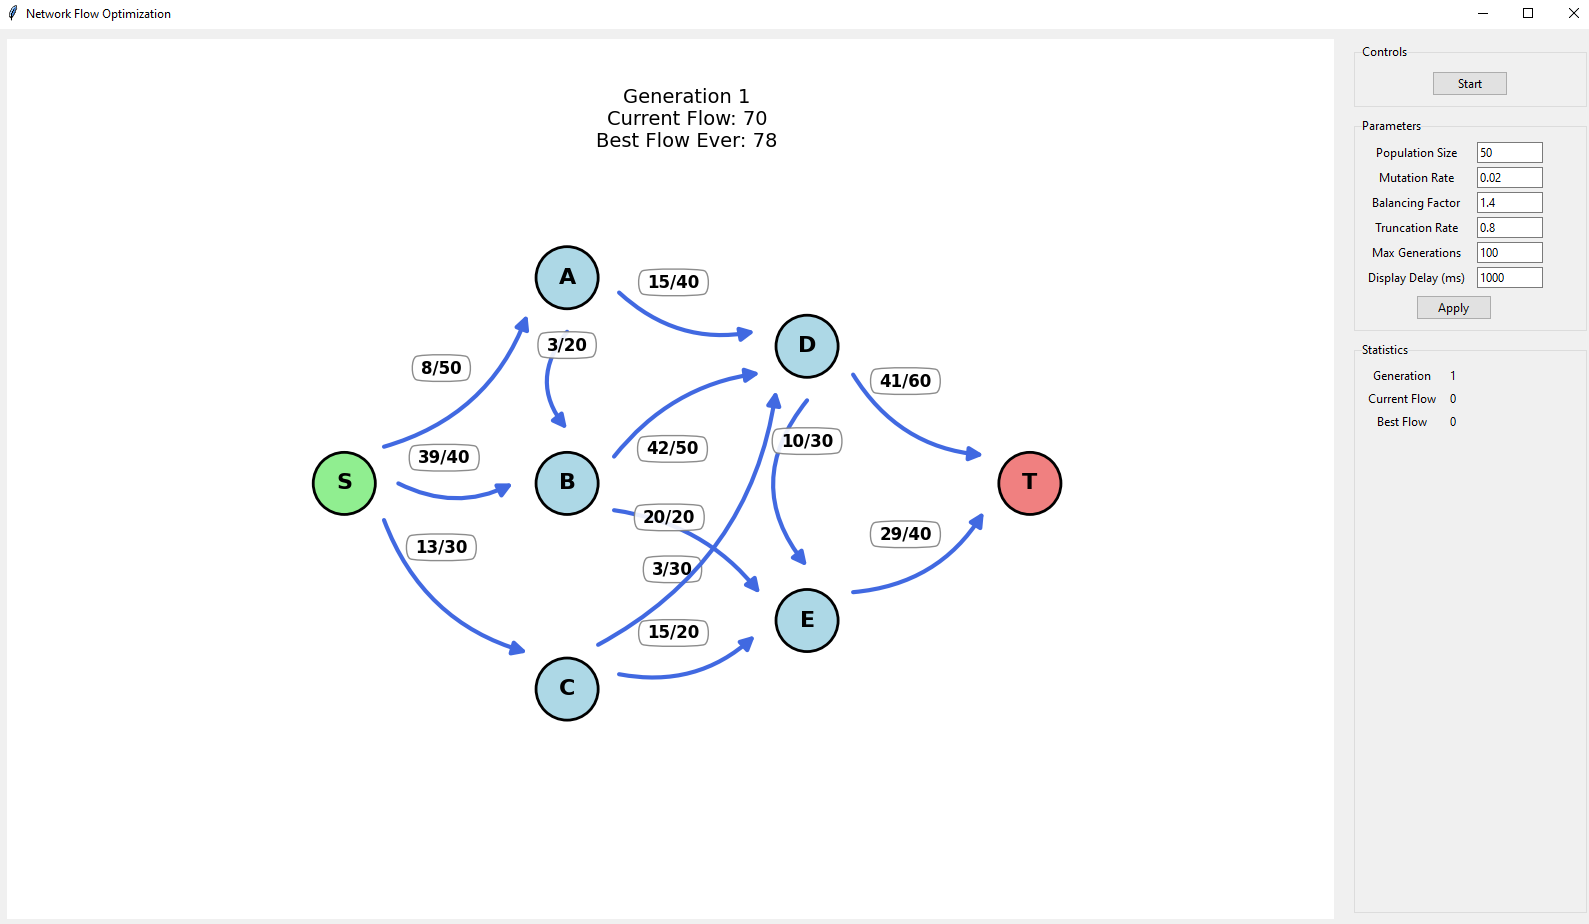 Network Flow Optimization
Generation 1
Current Flow: 70
Best Flow Ever: 78
A
15/40
3/20
D
8/50
41/60
39/40
42/50
10/30
S
B
T
20/20
13/30
29/40
3/30
E
15/20
C
Controls
Start
Parameters
Population Size 50
Mutation Rate 0.02
Balancing Factor 1.4
Truncation Rate 0.8
Max Generations 100
Display Delay (ms) 1000
Apply
Statistics
Generation 1
Current Flow 0
Best Flow 0